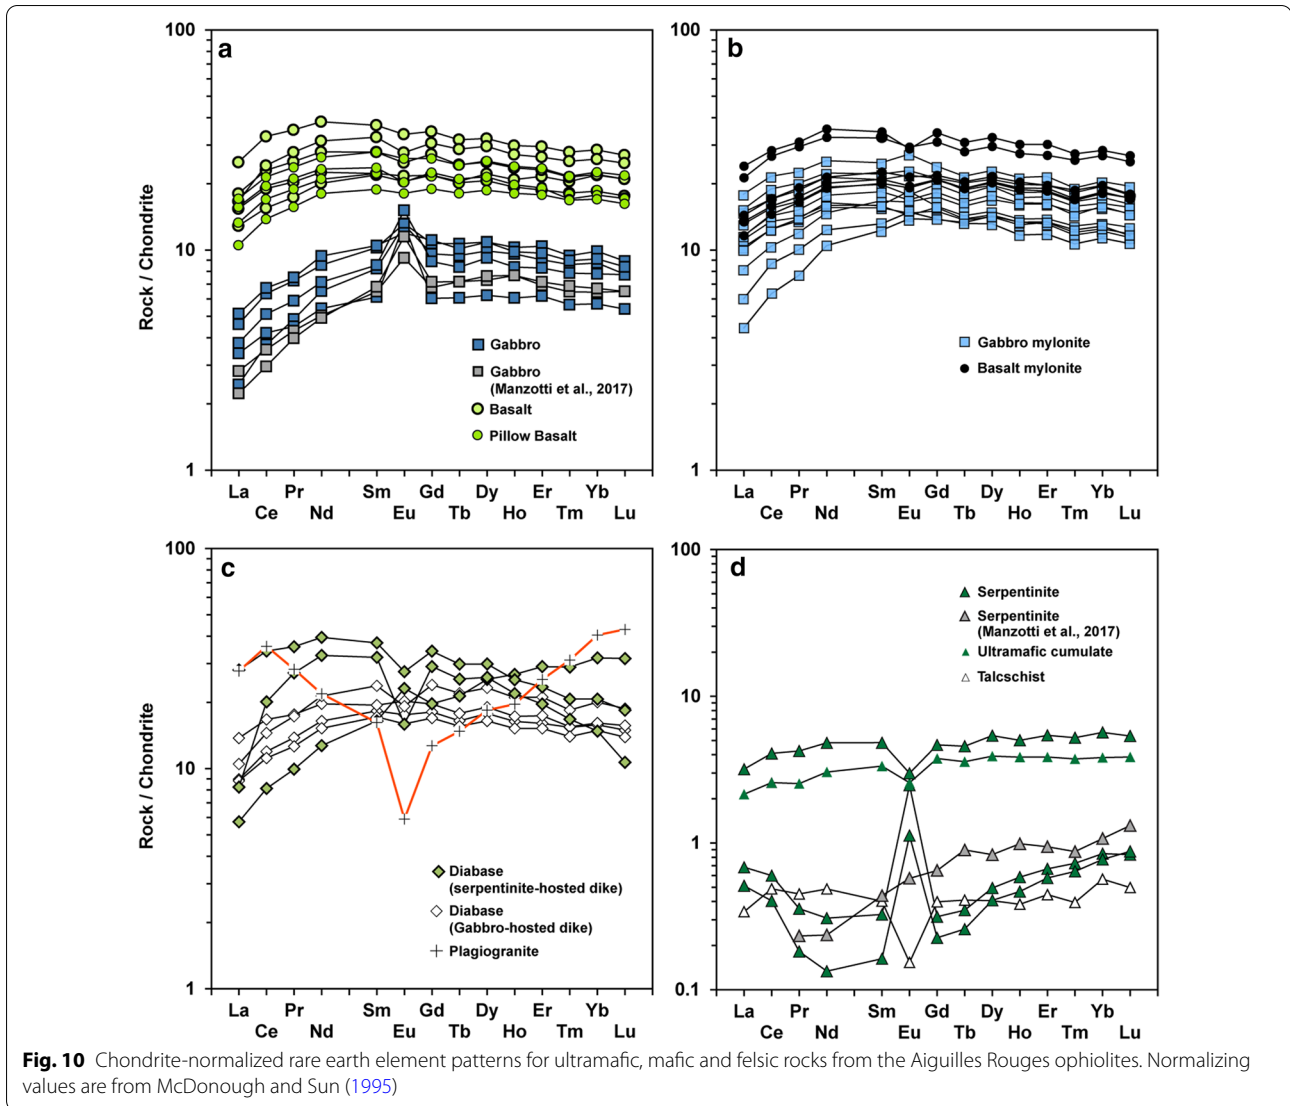 a
100
10
1
Rock / Chondrite
Gabbro
Gabbro
(Manzotti et al., 2017)
Basalt
Pillow Basalt
La Pr Sm Gd Dy Er Yb
Ce Nd Eu Tb Ho Tm Lu
b
100
10
1
Gabbro mylonite
Basalt mylonite
La Pr Sm Gd Dy Er Yb
Ce Nd Eu Tb Ho Tm Lu
c
100
10
1
Rock / Chondrite
Diabase
(serpentinite-hosted dike)
Diabase
(Gabbro-hosted dike)
Plagiogranite
La Pr Sm Gd Dy Er Yb
Ce Nd Eu Tb Ho Tm Lu
d
100
10
1
0.1
Serpentinite
Serpentinite
(Manzotti et al., 2017)
Ultramafic cumulate
Talcschist
La Pr Sm Gd Dy Er Yb
Ce Nd Eu Tb Ho Tm Lu
Fig. 10 Chondrite-normalized rare earth element patterns for ultramafic, mafic and felsic rocks from the Aiguilles Rouges ophiolites. Normalizing
values are from McDonough and Sun (1995)